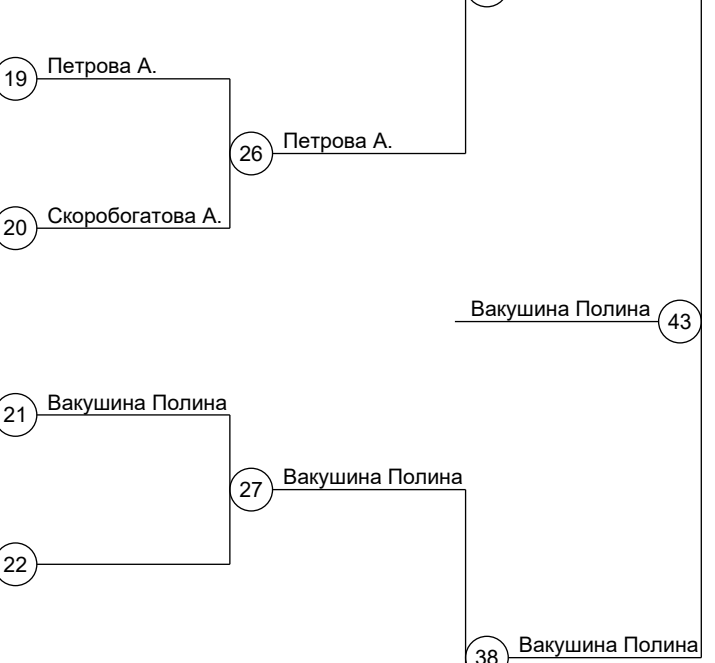 19 Петрова А.
26 Петрова А.
20 Скоробогатова А.
Вакушина Полина 43
21 Вакушина Полина
27 Вакушина Полина
22
38 Вакушина Полина